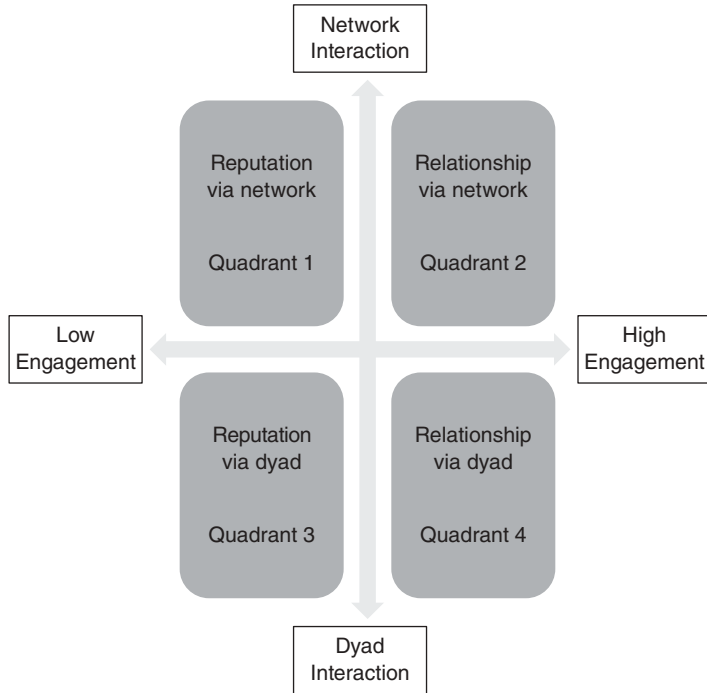 Network
Interaction
Reputation
via network
Quadrant 1
Relationship
via network
Quadrant 2
Low
Engagement
High
Engagement
Reputation
via dyad
Quadrant 3
Relationship
via dyad
Quadrant 4
Dyad
Interaction